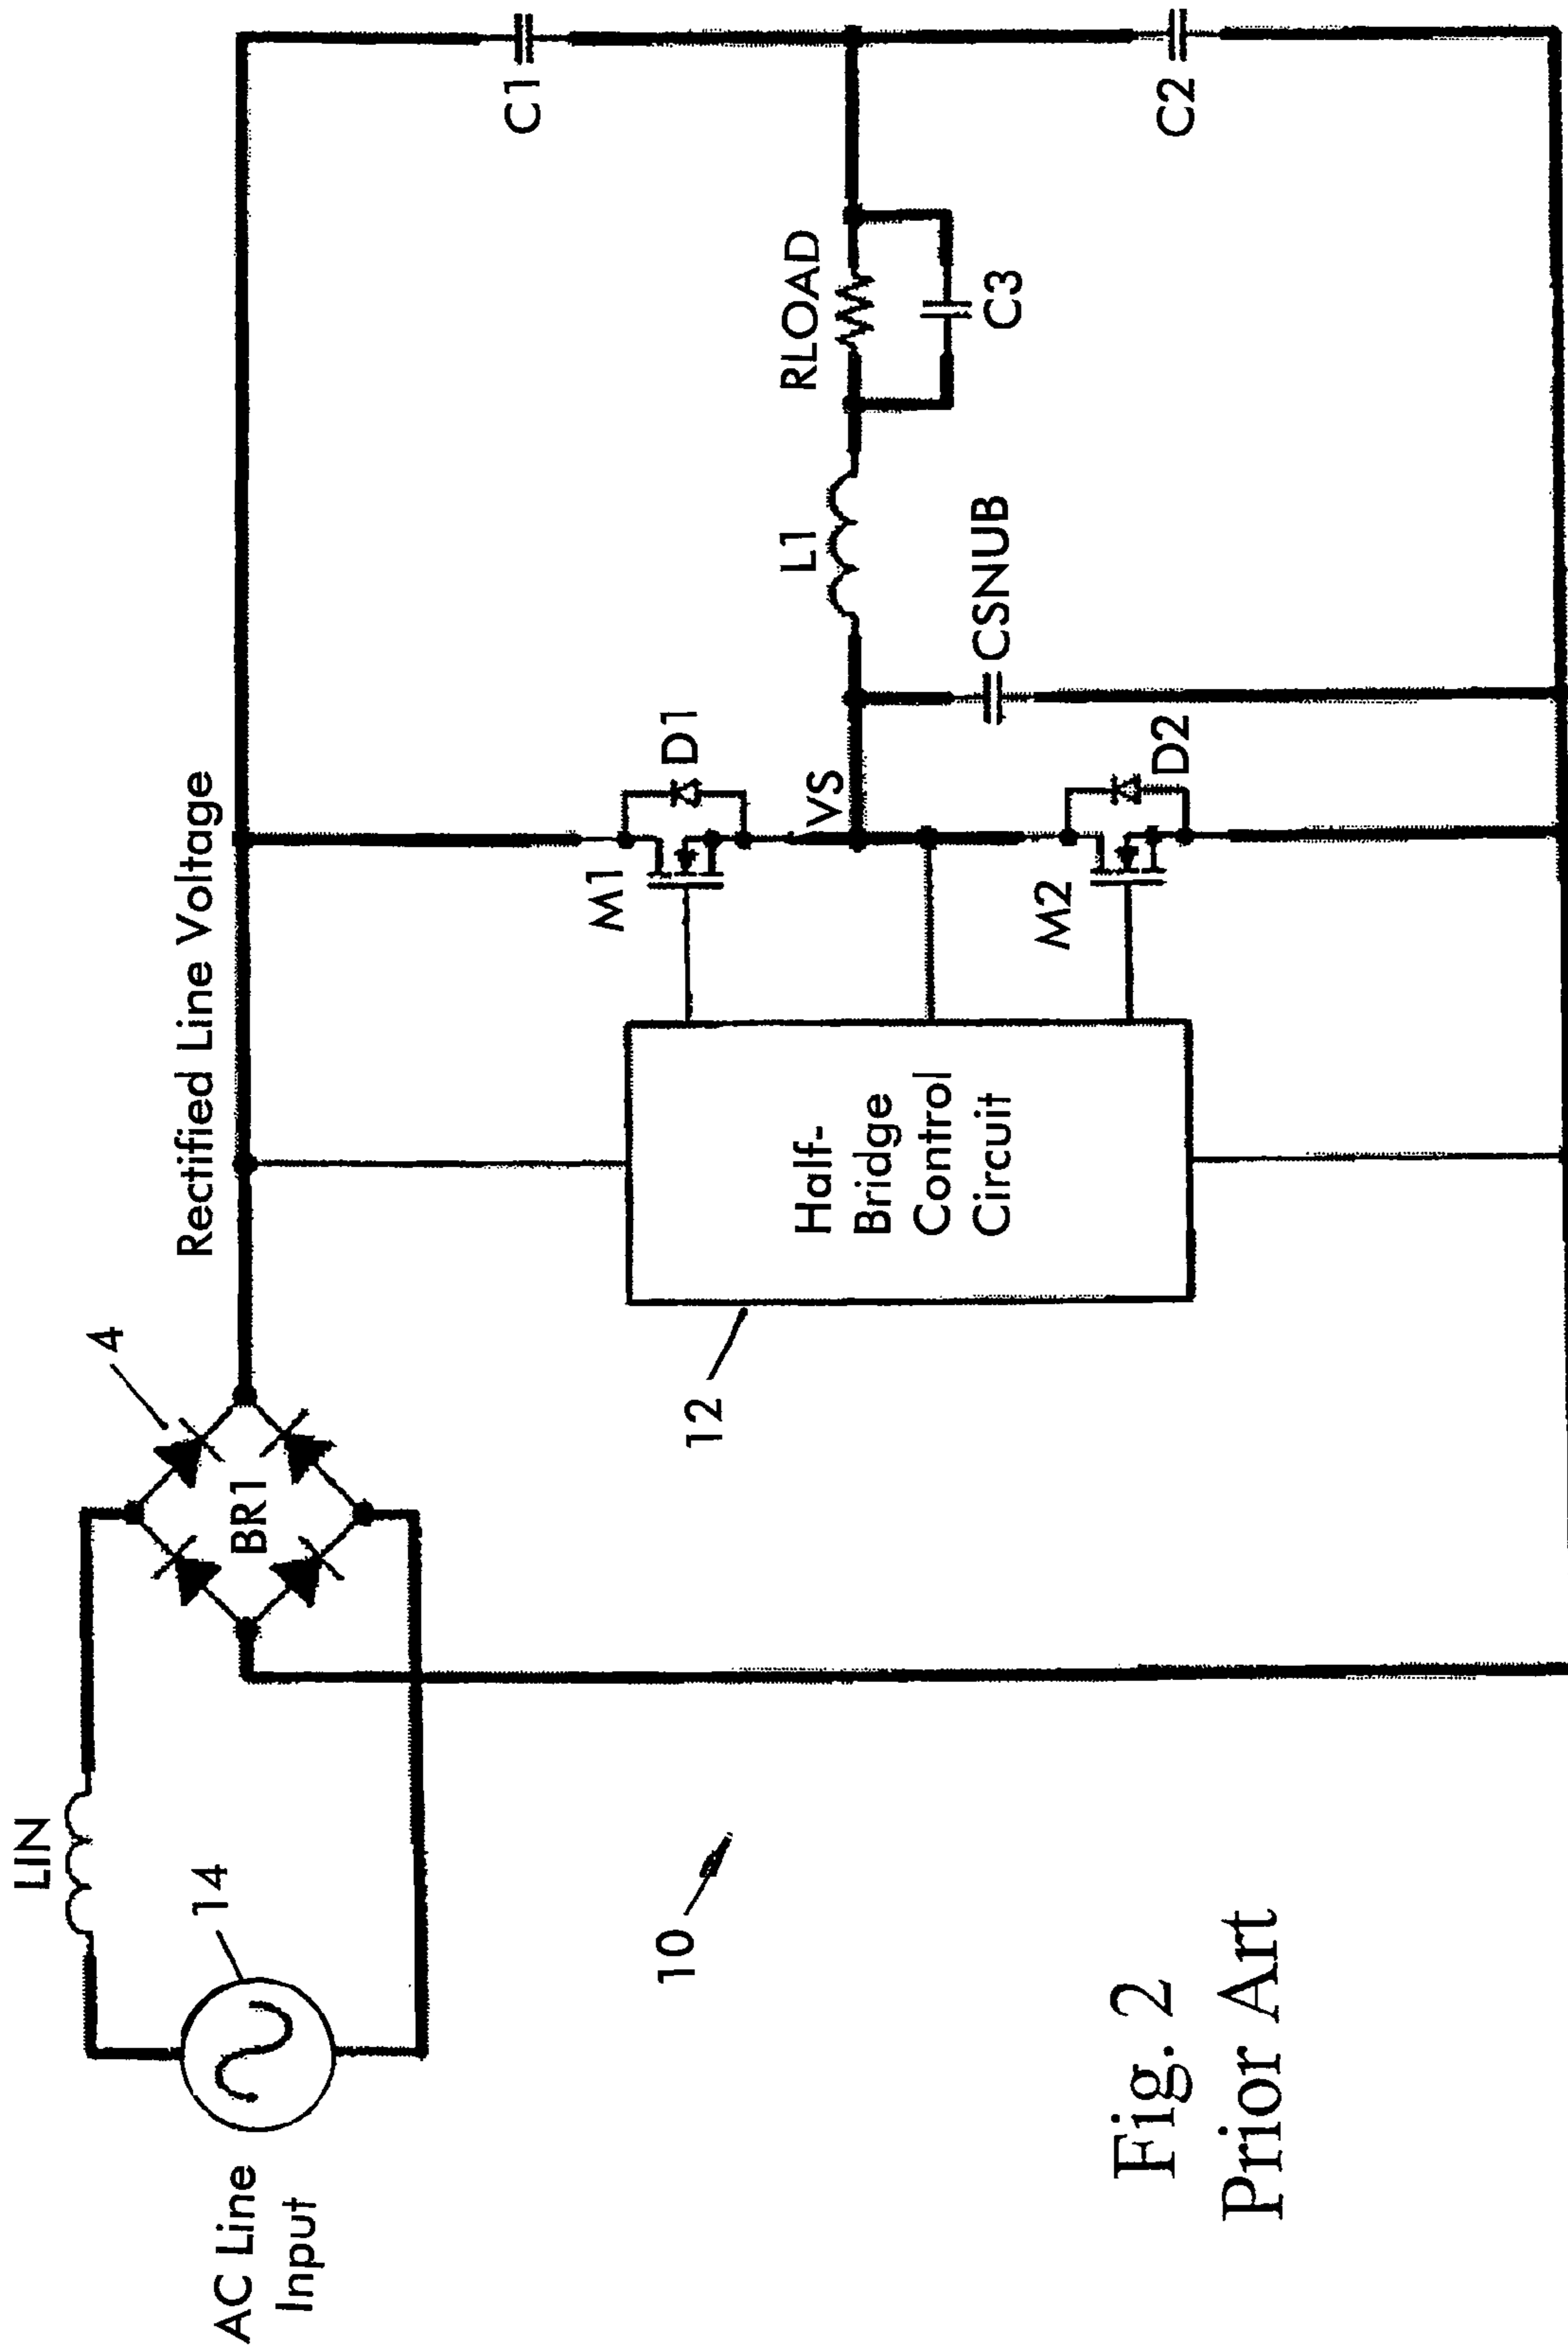 LIN
4
Rectified Line Voltage
14
AC Line
Input
BR1
C1
M1
D1
12
Half-
Bridge
Control
Circuit
VS
L1
RLOAD
C3
CSNUB
10
M2
D2
C2
Fig. 2
Prior Art